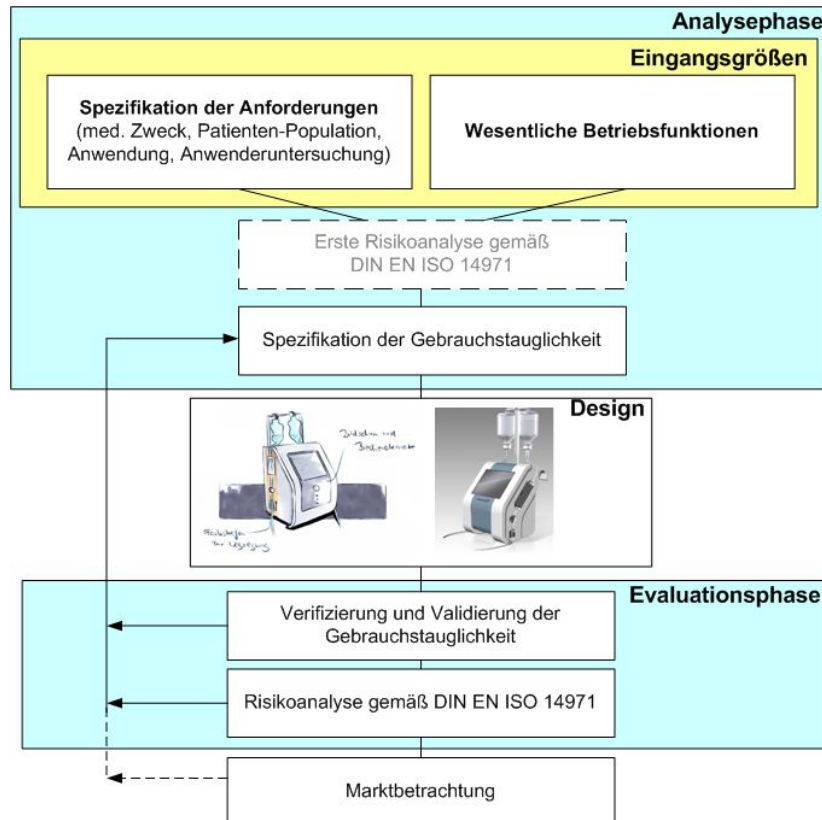 Analysephase
Eingangsgrößen
Spezifikation der Anforderungen
(med. Zweck, Patienten-Population,
Anwendung, Anwenderuntersuchung)
Wesentliche Betriebsfunktionen
Erste Risikoanalyse gemäß
DIN EN ISO 14971
Spezifikation der Gebrauchstauglichkeit
Design
Evaluationsphase
Verifizierung und Validierung der
Gebrauchstauglichkeit
Risikoanalyse gemäß DIN EN ISO 14971
Marktbetrachtung